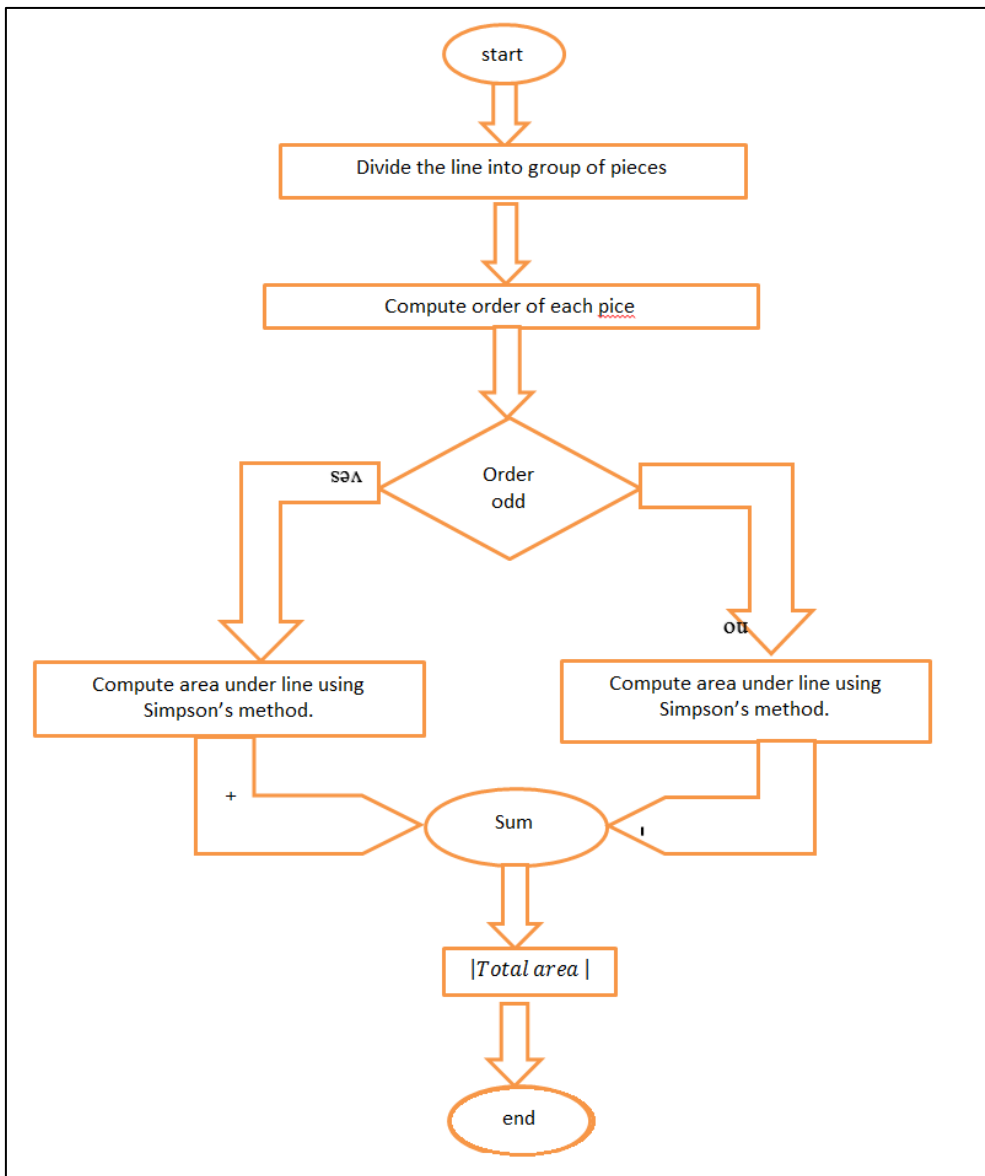 start
Divide the line into group of pieces
Compute order of each pice
Order
odd
yes
no
Compute area under line using
Simpson's method.
Compute area under line using
Simpson's method.
+
-
Sum
|Total area |
end